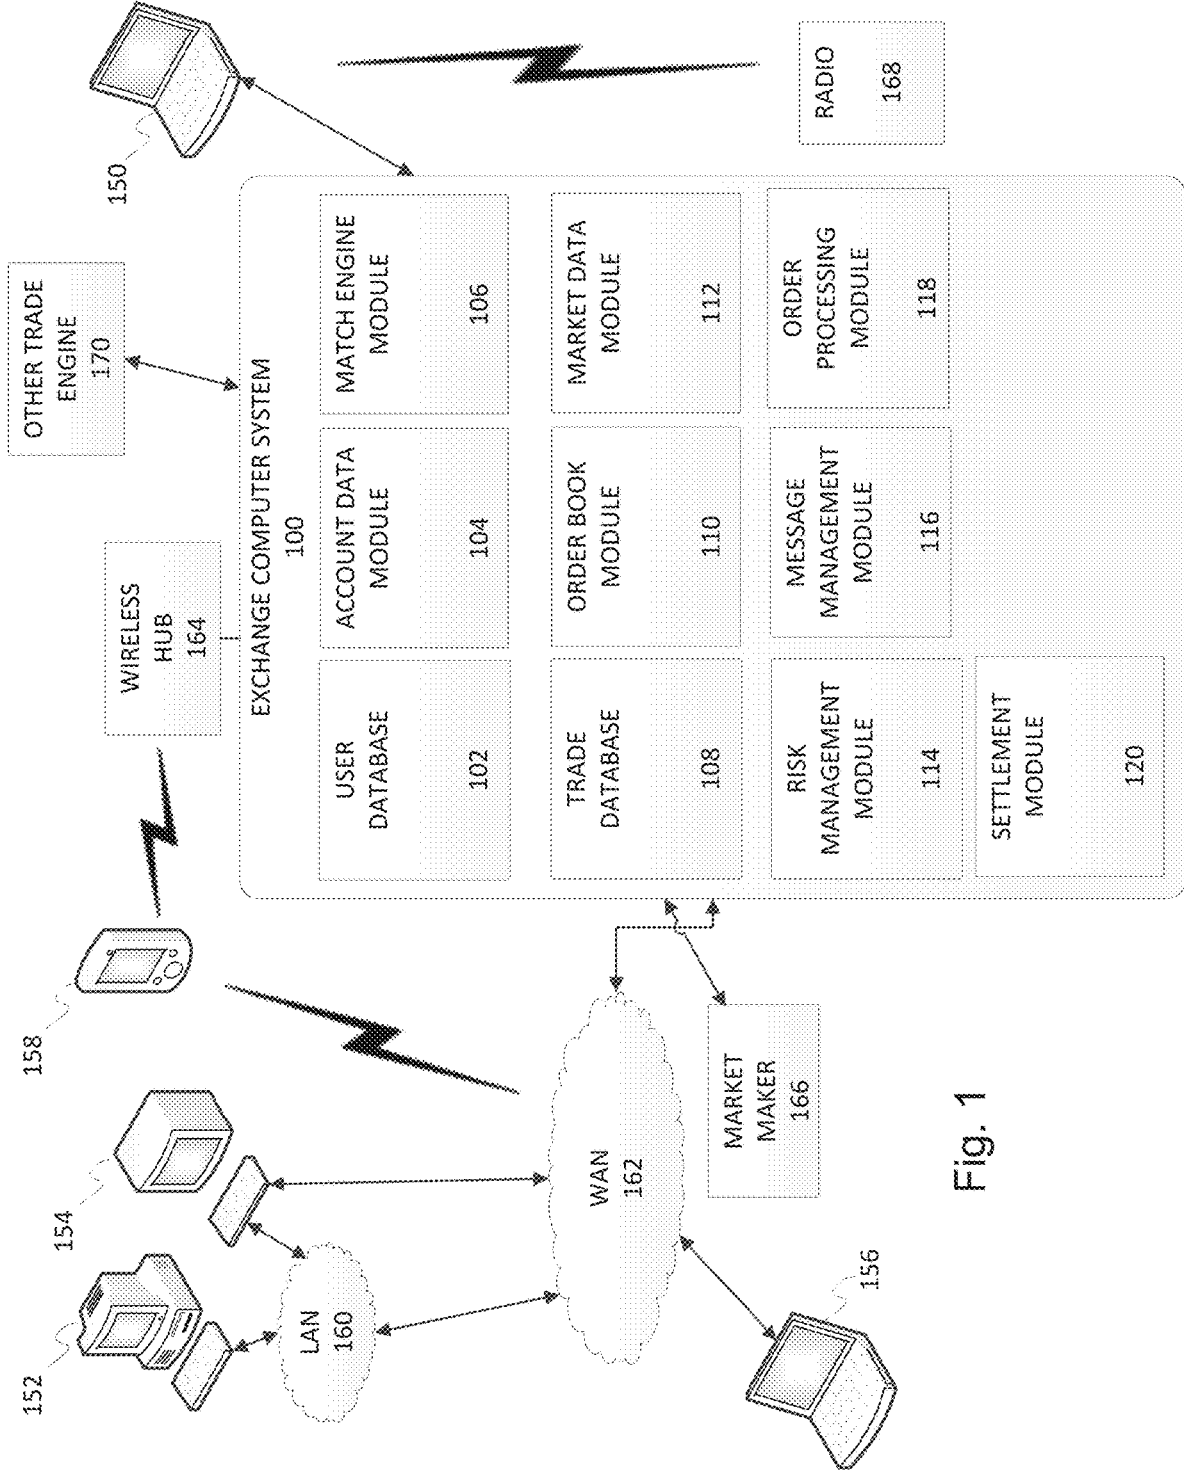 152
154
158
WIRELESS
HUB
164
OTHER TRADE
ENGINE
170
150
LAN
160
WAN
162
EXCHANGE COMPUTER SYSTEM
100
USER
DATABASE
102
ACCOUNT DATA
MODULE
104
MATCH ENGINE
MODULE
106
TRADE
DATABASE
108
ORDER BOOK
MODULE
110
MARKET DATA
MODULE
112
RISK
MANAGEMENT
MODULE
114
MESSAGE
MANAGEMENT
MODULE
116
ORDER
PROCESSING
MODULE
118
SETTLEMENT
MODULE
120
MARKET
MAKER
166
RADIO
168
156
Fig. 1